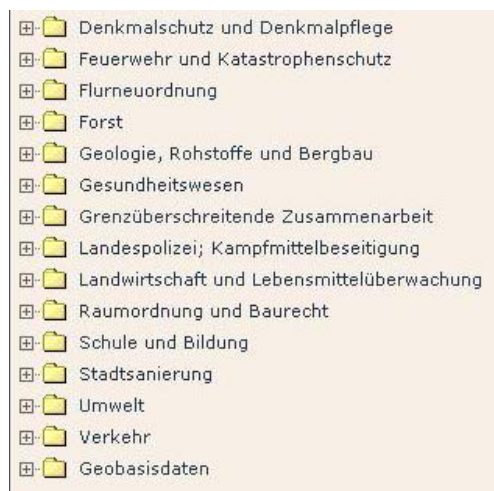 Denkmalschutz und Denkmalpflege
Feuerwehr und Katastrophenschutz
Flurneuordnung
Forst
Geologie, Rohstoffe und Bergbau
Gesundheitswesen
Grenzüberschreitende Zusammenarbeit
Landespolizei; Kampfmittelbeseitigung
Landwirtschaft und Lebensmittelüberwachung
Raumordnung und Baurecht
Schule und Bildung
Stadtsanierung
Umwelt
Verkehr
Geobasisdaten